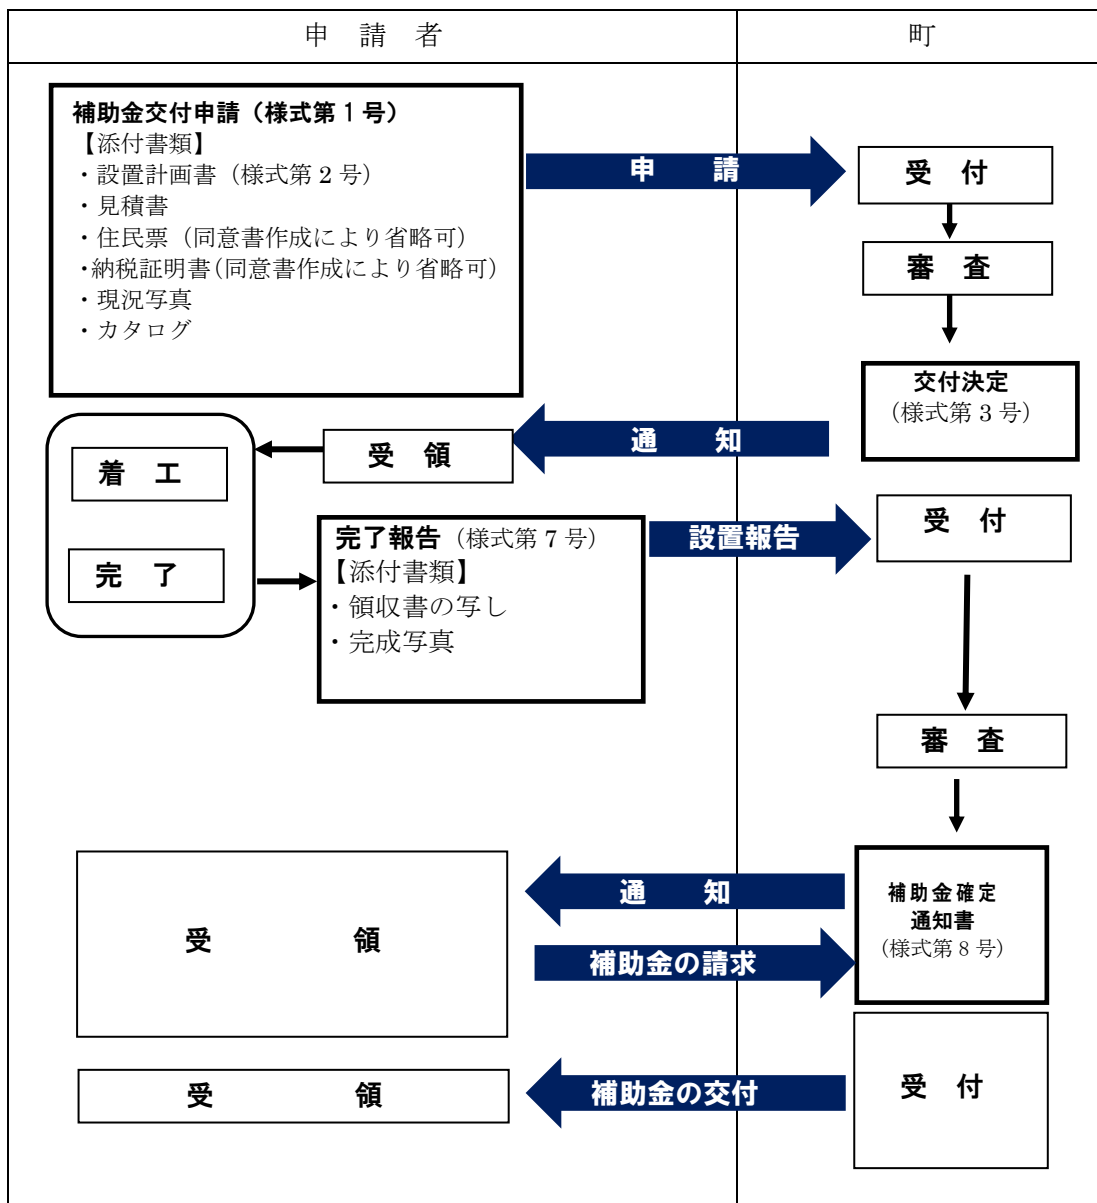 申 請 者
町
補助金交付申請（様式第１号）
【添付書類】
・設置計画書（様式第２号）
・見積書
・住民票（同意書作成により省略可）
・納税証明書（同意書作成により省略可）
・現況写真
・カタログ
申 請
受 付
審 査
交付決定
（様式第３号）
通 知
受 領
着 工
完 了
完了報告（様式第７号）
【添付書類】
・領収書の写し
・完成写真
設置報告
受 付
審 査
補助金確定
通知書
（様式第８号）
通 知
受 領
補助金の請求
受 付
補助金の交付
受 領